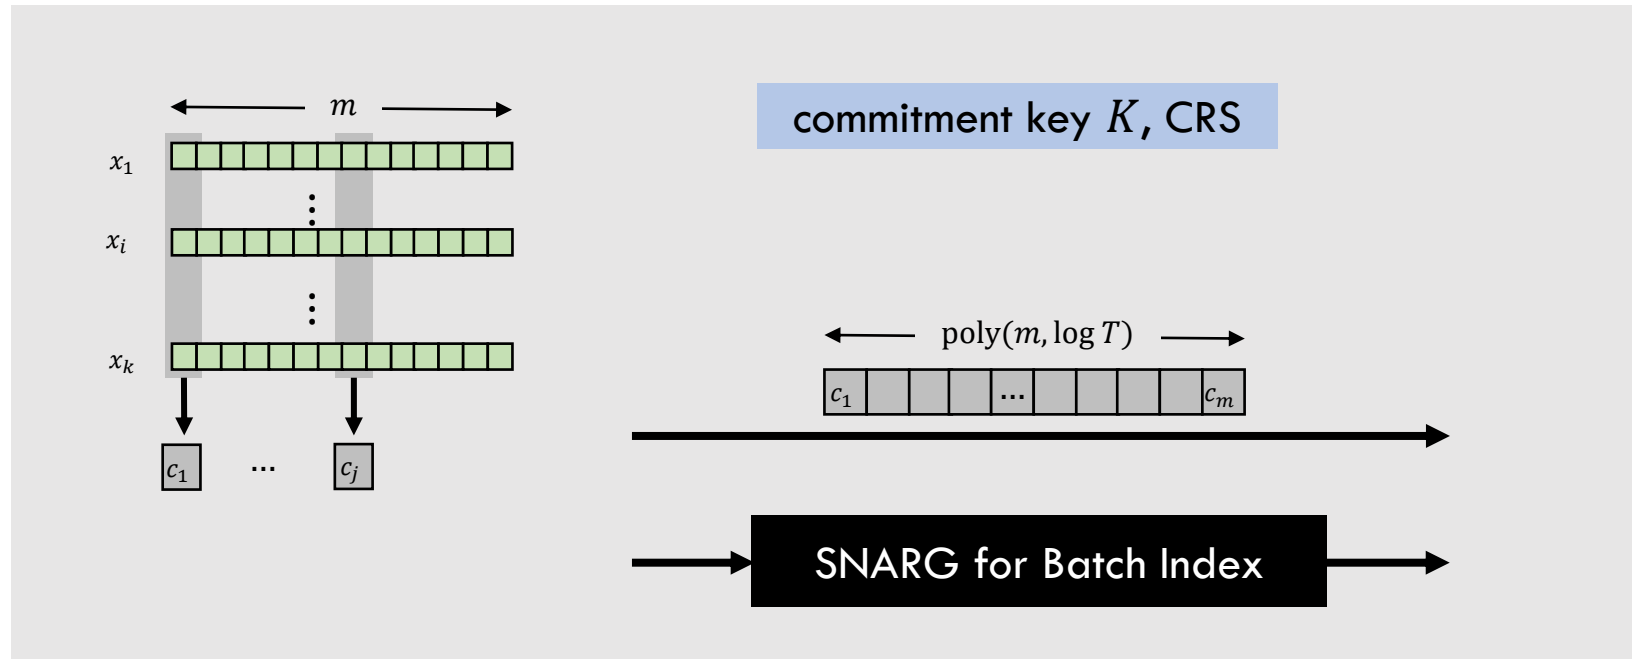 m
commitment key K, CRS
x₁
⋮
xᵢ
⋮
poly(m, log T)
xₖ
c₁ ... cₘ
c₁ ... cⱼ
SNARG for Batch Index